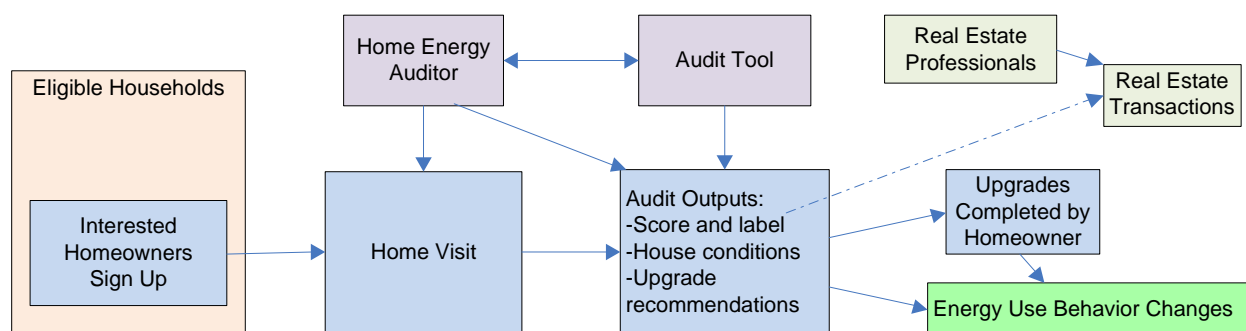 Eligible Households
Interested
Homeowners
Sign Up
Home Energy
Auditor
Audit Tool
Home Visit
Audit Outputs:
-Score and label
-House conditions
-Upgrade
recommendations
Real Estate
Professionals
Real Estate
Transactions
Upgrades
Completed by
Homeowner
Energy Use Behavior Changes